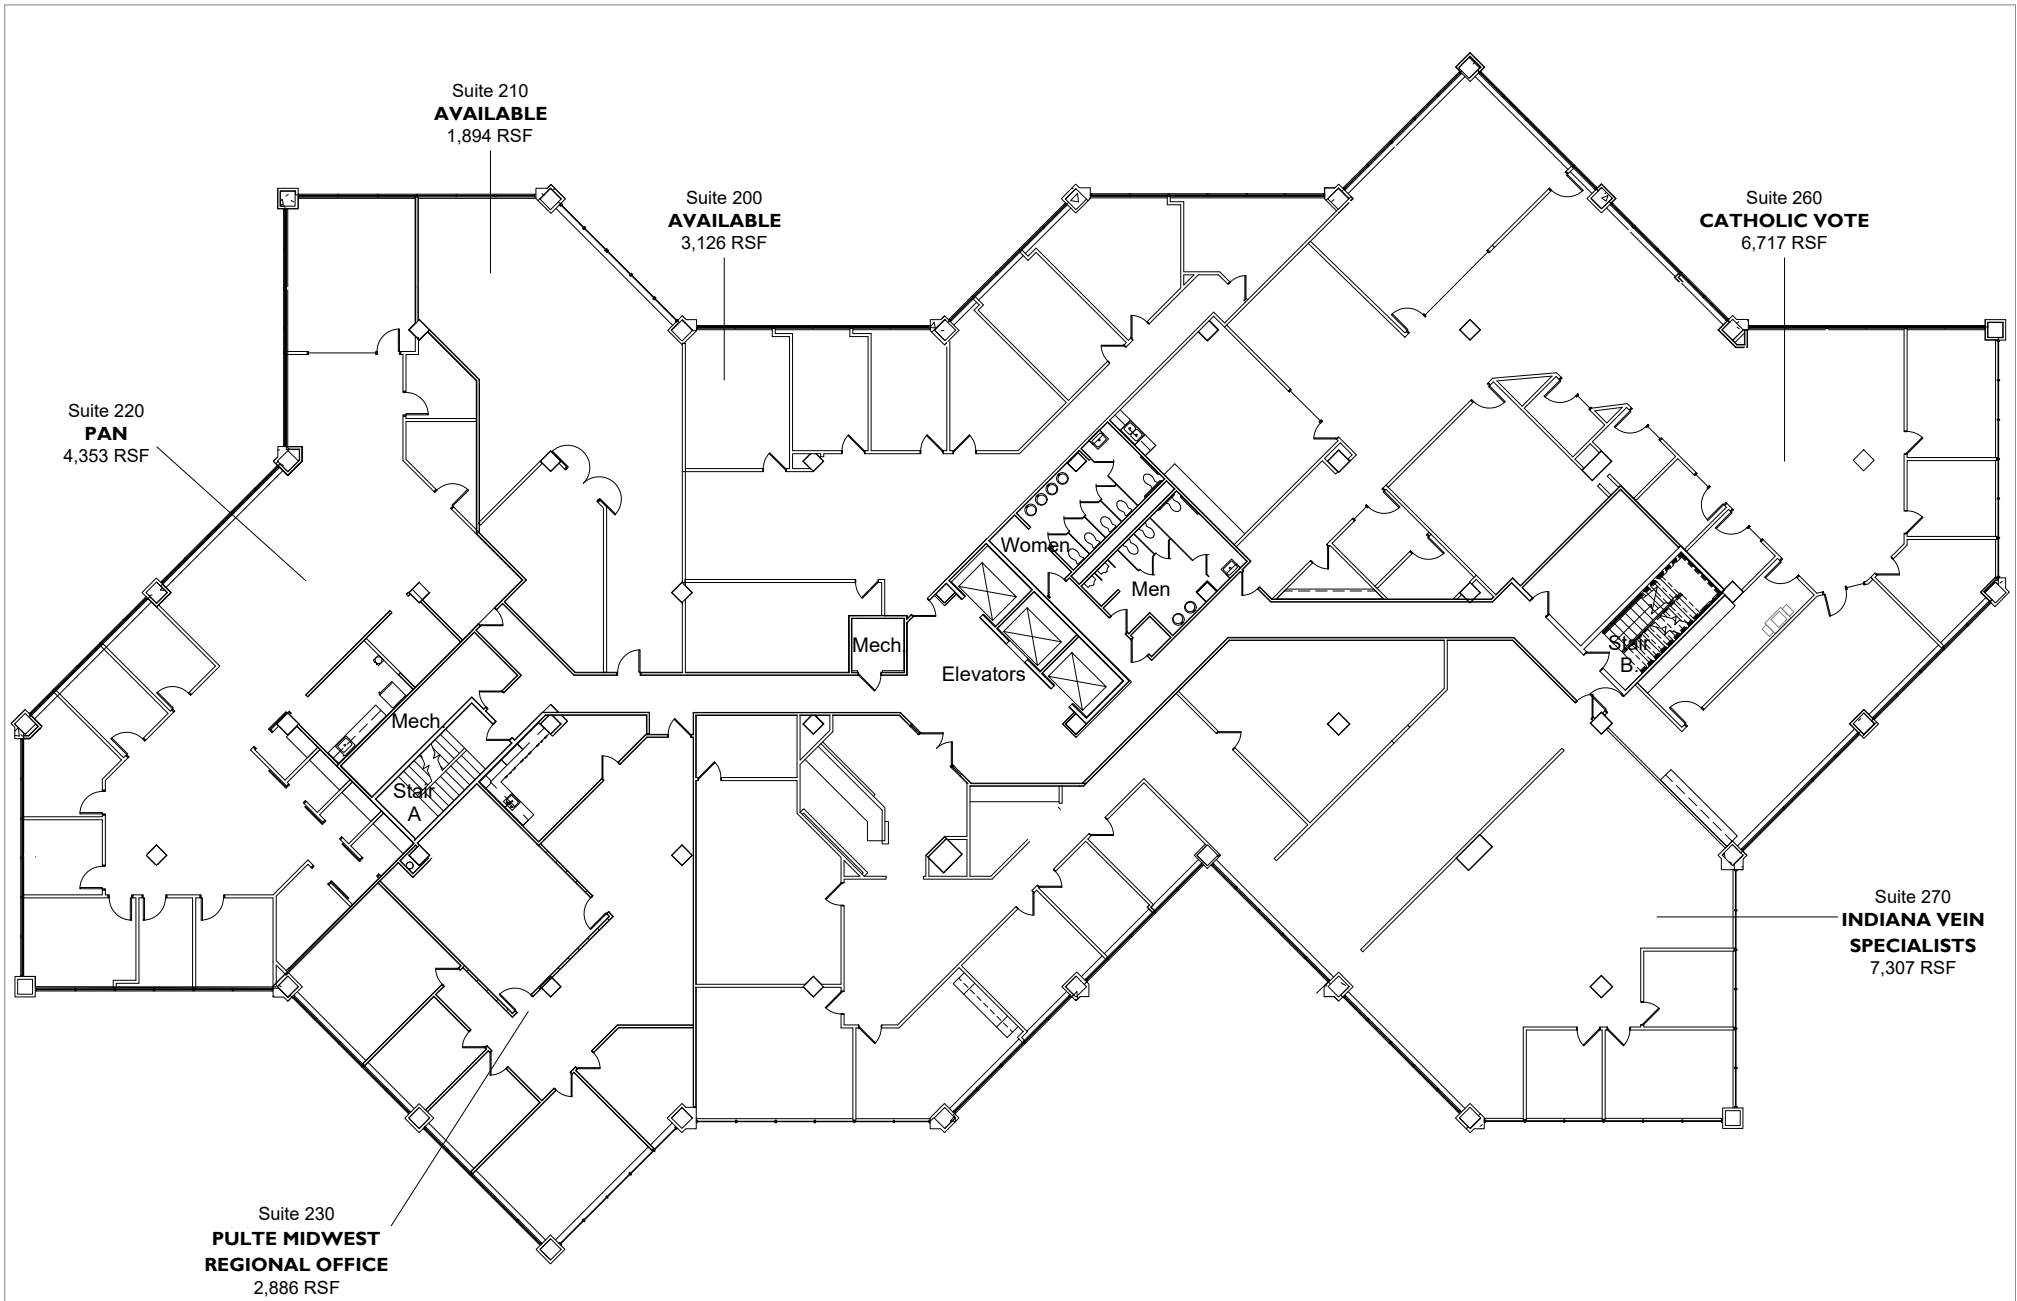 Suite 210
AVAILABLE
1,894 RSF
Suite 200
AVAILABLE
3,126 RSF
Suite 260
CATHOLIC VOTE
6,717 RSF
Suite 220
PAN
4,353 RSF
Women
Men
Mech.
Elevators
Stair
B.
Mech.
Stair
A
Suite 270
INDIANA VEIN
SPECIALISTS
7,307 RSF
Suite 230
PULTE MIDWEST
REGIONAL OFFICE
2,886 RSF